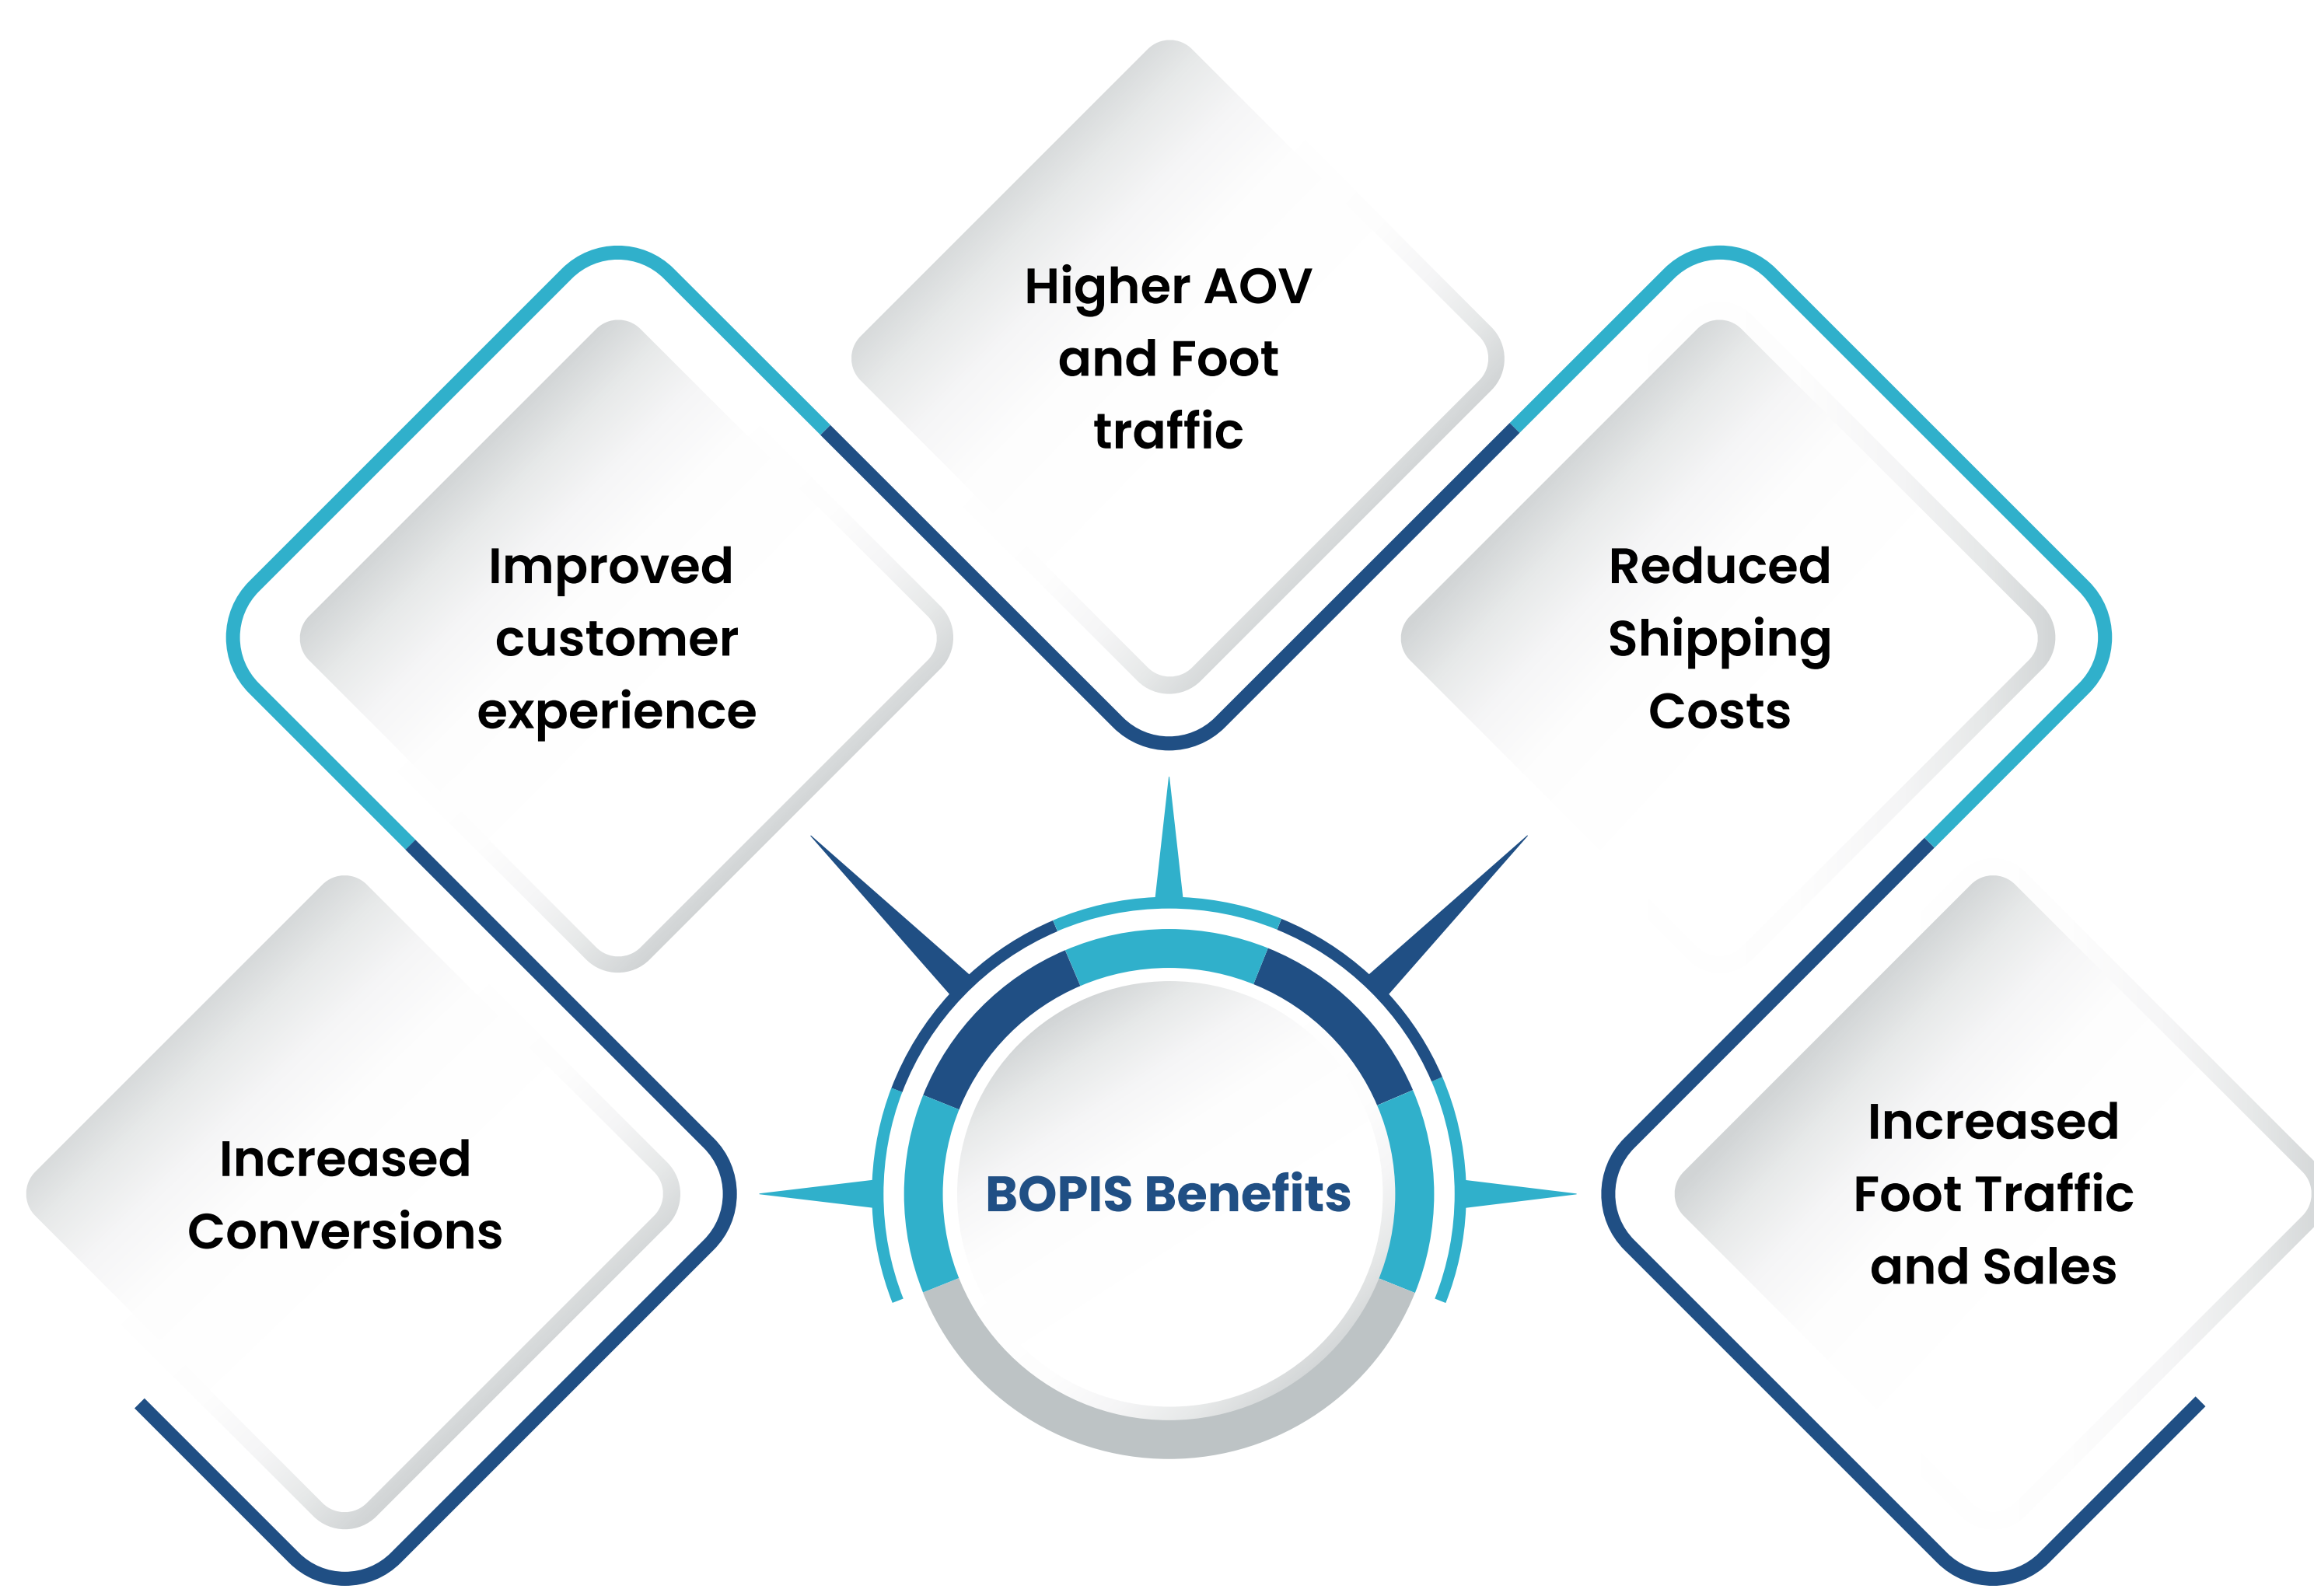 Higher AOV
and Foot
traffic
Improved
customer
experience
Reduced
Shipping
Costs
Increased
Conversions
BOPIS Benefits
Increased
Foot Traffic
and Sales